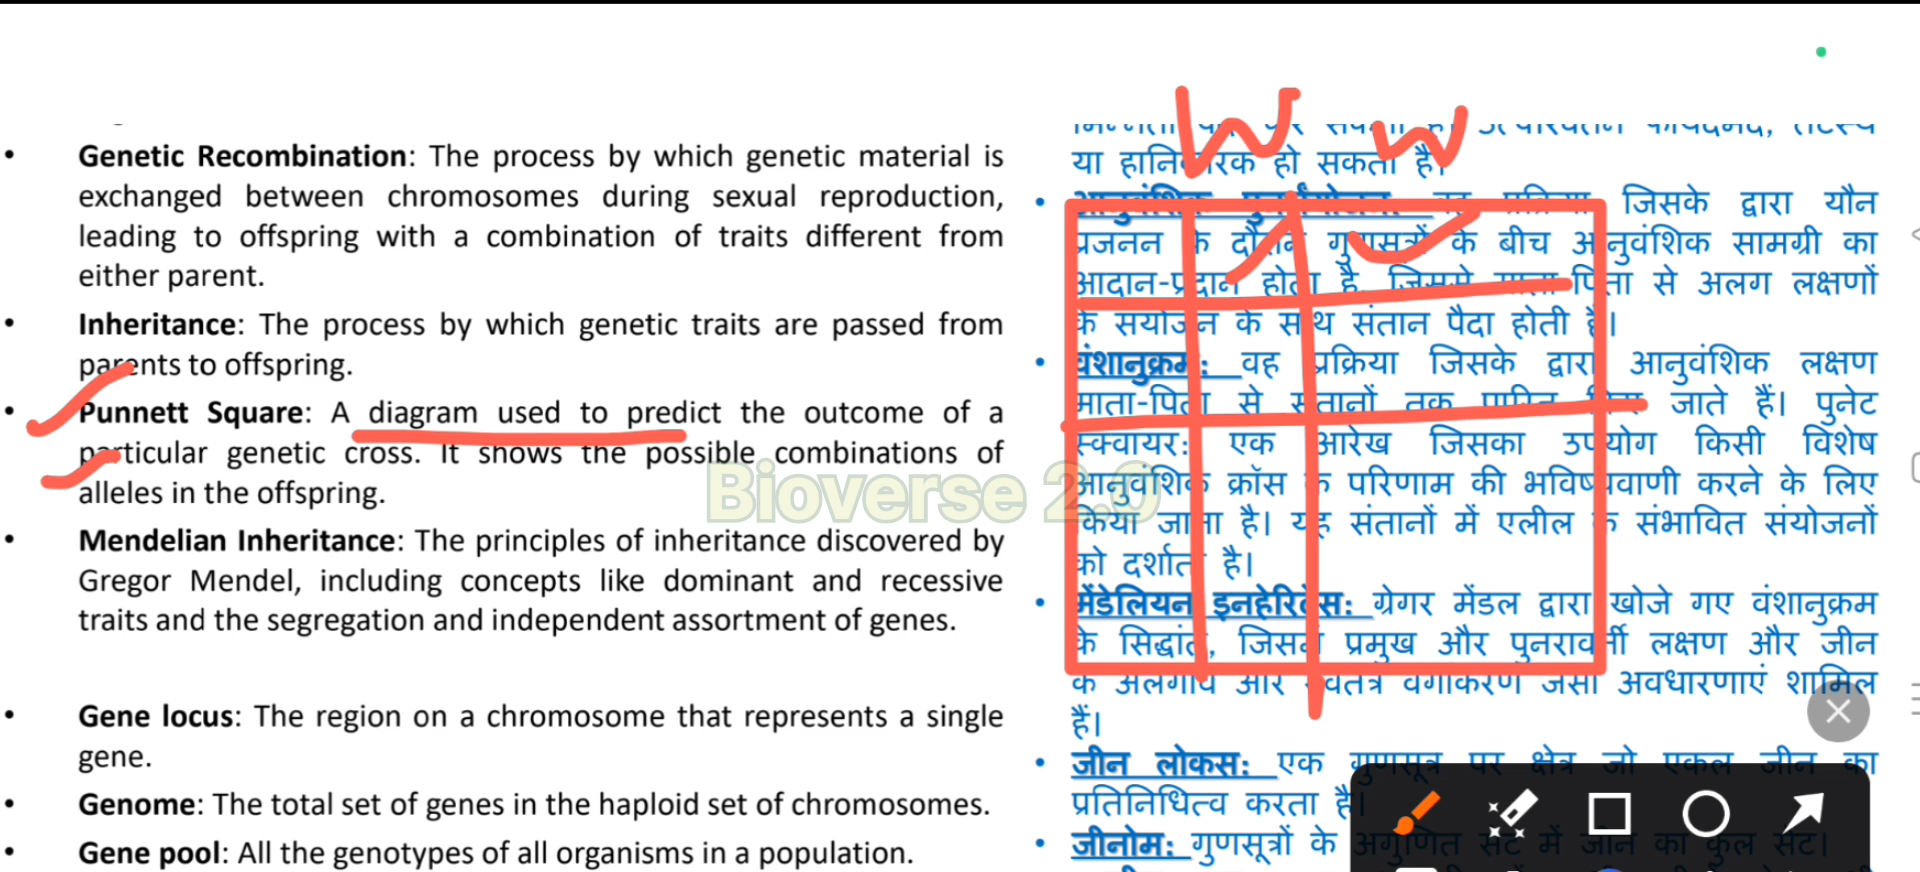 • Genetic Recombination: The process by which genetic material is
exchanged between chromosomes during sexual reproduction,
leading to offspring with a combination of traits different from
either parent.
• Inheritance: The process by which genetic traits are passed from
parents to offspring.
• Punnett Square: A diagram used to predict the outcome of a
particular genetic cross. It shows the possible combinations of
alleles in the offspring.
• Mendelian Inheritance: The principles of inheritance discovered by
Gregor Mendel, including concepts like dominant and recessive
traits and the segregation and independent assortment of genes.
• Gene locus: The region on a chromosome that represents a single
gene.
• Genome: The total set of genes in the haploid set of chromosomes.
• Gene pool: All the genotypes of all organisms in a population.
W w
या हानिकारक हो सकता है।
• आनुवंशिक पुनर्संयोजन: वह प्रक्रिया जिसके द्वारा यौन
प्रजनन के दौरान गुणसूत्रों के बीच आनुवंशिक सामग्री का
आदान-प्रदान होता है, जिससे माता-पिता से अलग लक्षणों
के संयोजन के साथ संतान पैदा होती है।
• वंशानुक्रम: वह प्रक्रिया जिसके द्वारा आनुवंशिक लक्षण
माता-पिता से संतानों तक पारित किए जाते हैं। पुनेट
स्क्वायर: एक आरेख जिसका उपयोग किसी विशेष
आनुवंशिक क्रॉस के परिणाम की भविष्यवाणी करने के लिए
किया जाता है। यह संतानों में एलील के संभावित संयोजनों
को दर्शाता है।
• मेंडेलियन इनहेरिटेंस: ग्रेगर मेंडल द्वारा खोजे गए वंशानुक्रम
के सिद्धांत, जिसमें प्रमुख और पुनरावर्ती लक्षण और जीन
के अलगाव और स्वतंत्र वर्गीकरण जैसी अवधारणाएं शामिल
हैं।
• जीन लोकस: एक गुणसूत्र पर क्षेत्र जो एकल जीन का
प्रतिनिधित्व करता है।
• जीनोम: गुणसूत्रों के अगुणित सेट में जीन का कुल सेट।
Bioverse 2.0